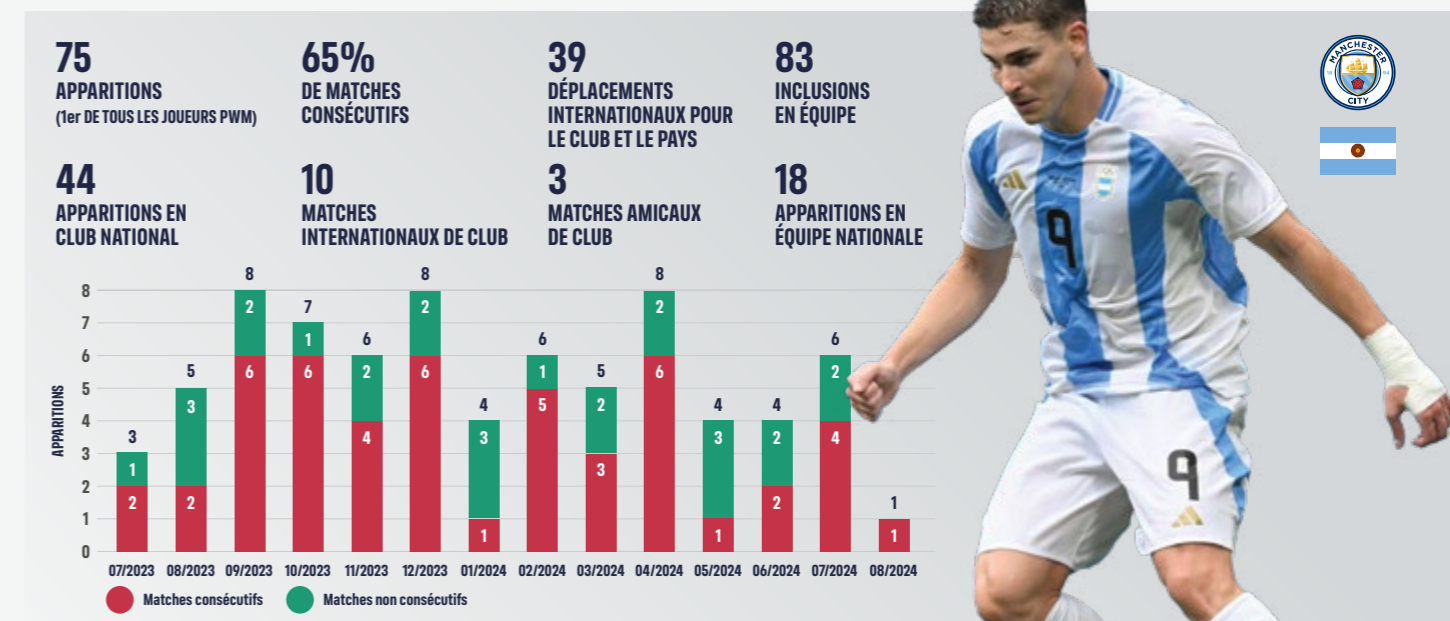 75
APPARITIONS
(1er DE TOUS LES JOUEURS PWM)
65%
DE MATCHES
CONSÉCUTIFS
39
DÉPLACEMENTS
INTERNATIONAUX POUR
LE CLUB ET LE PAYS
83
INCLUSIONS
EN ÉQUIPE
44
APPARITIONS EN
CLUB NATIONAL
10
MATCHES
INTERNATIONAUX DE CLUB
3
MATCHES AMICAUX
DE CLUB
18
APPARITIONS EN
ÉQUIPE NATIONALE
MANCHESTER
18 94
CITY
9
9
APPARITIONS
8
7
6
5
4
3
2
1
0
3
1
2
5
3
2
8
2
6
7
1
6
6
2
4
8
2
6
4
3
1
6
1
5
5
2
3
8
2
6
4
3
1
4
2
2
6
2
4
1
1
07/2023 08/2023 09/2023 10/2023 11/2023 12/2023 01/2024 02/2024 03/2024 04/2024 05/2024 06/2024 07/2024 08/2024
Matches consécutifs Matches non consécutifs